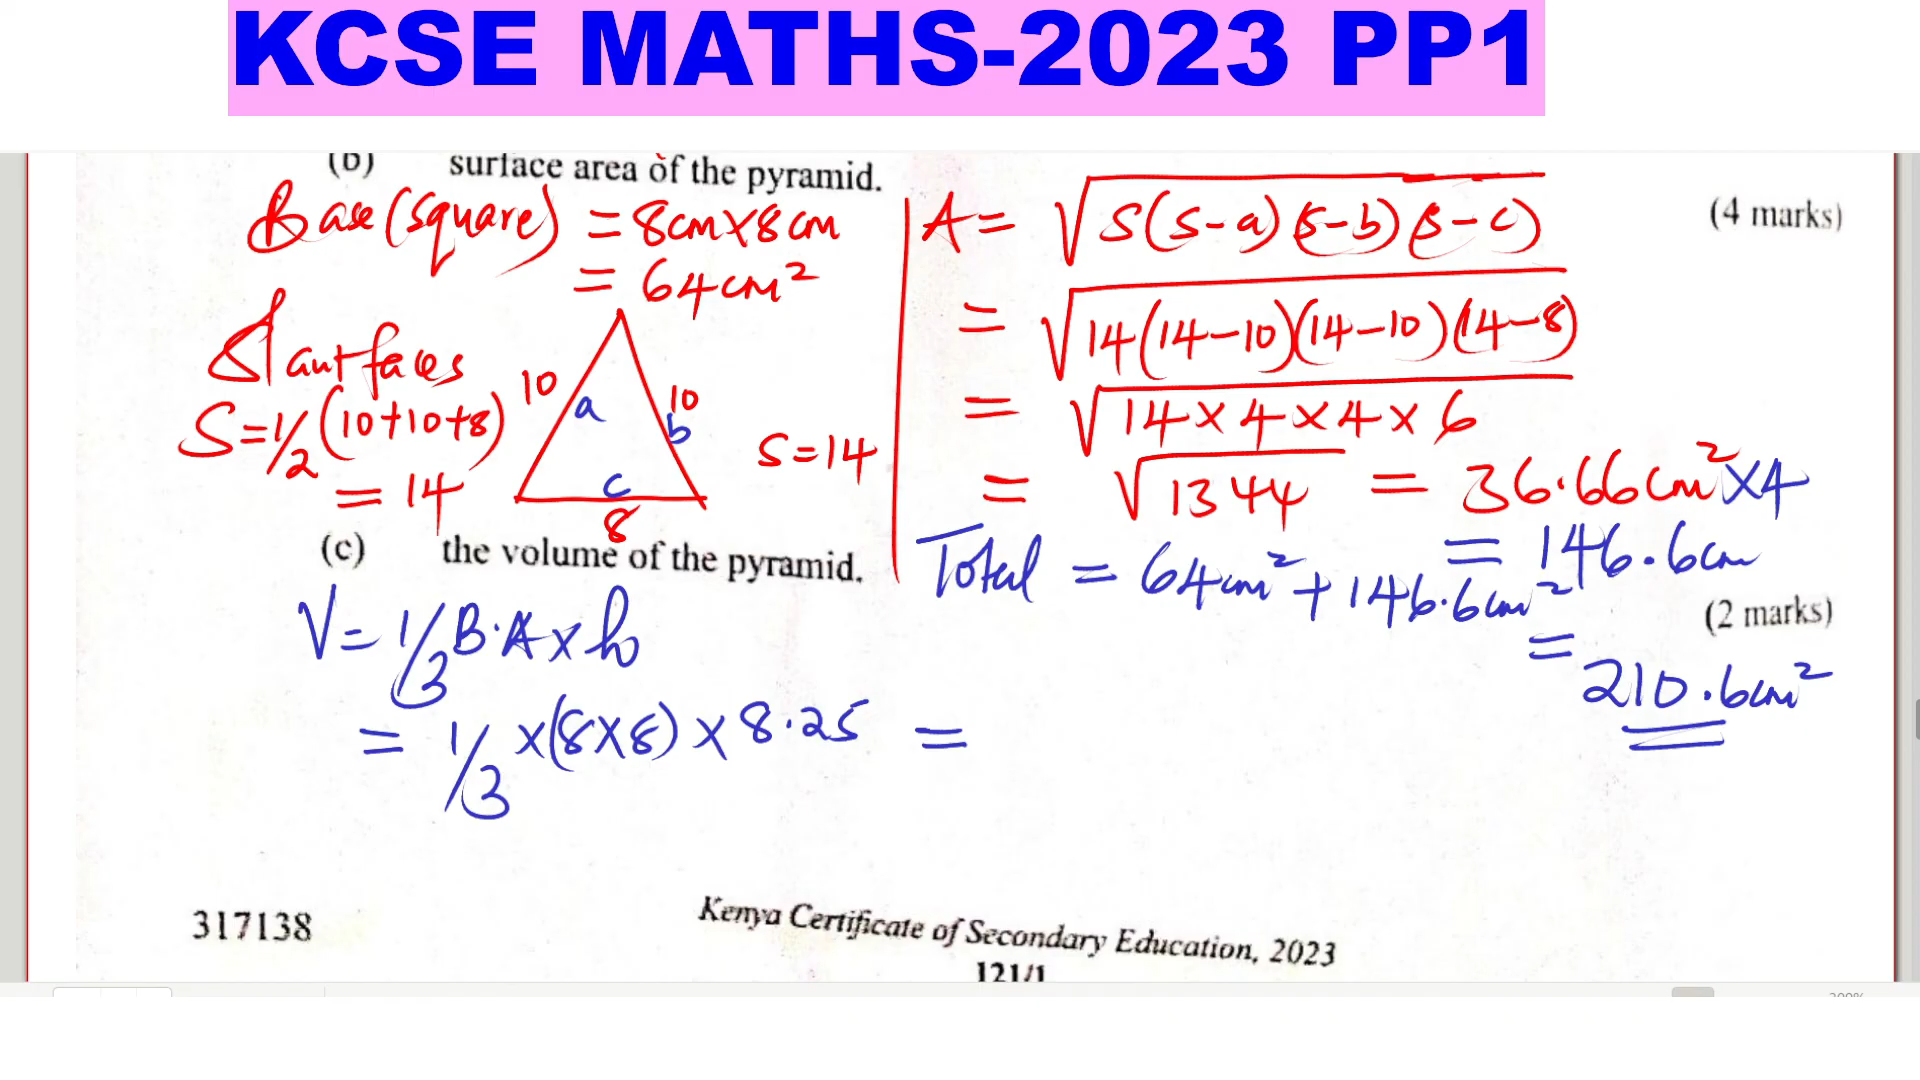 KCSE MATHS-2023 PP1
(b) surface area of the pyramid.
(4 marks)
Base (square) = 8cm×8cm
= 64cm²
Slant faces
S=1/2 (10+10+8)
= 14
10
a
10
b
c
8
S=14
A = √S(S-a)(S-b)(S-c)
= √14(14-10)(14-10)(14-8)
= √14×4×4×6
= √1344 = 36.66cm²×4
= 146.6cm
Total = 64cm²+146.6cm²
= 210.6cm²
(c) the volume of the pyramid.
(2 marks)
V = 1/3 B.A×h
= 1/3 ×(8×8)×8.25 =
317138
Kenya Certificate of Secondary Education, 2023
121/1